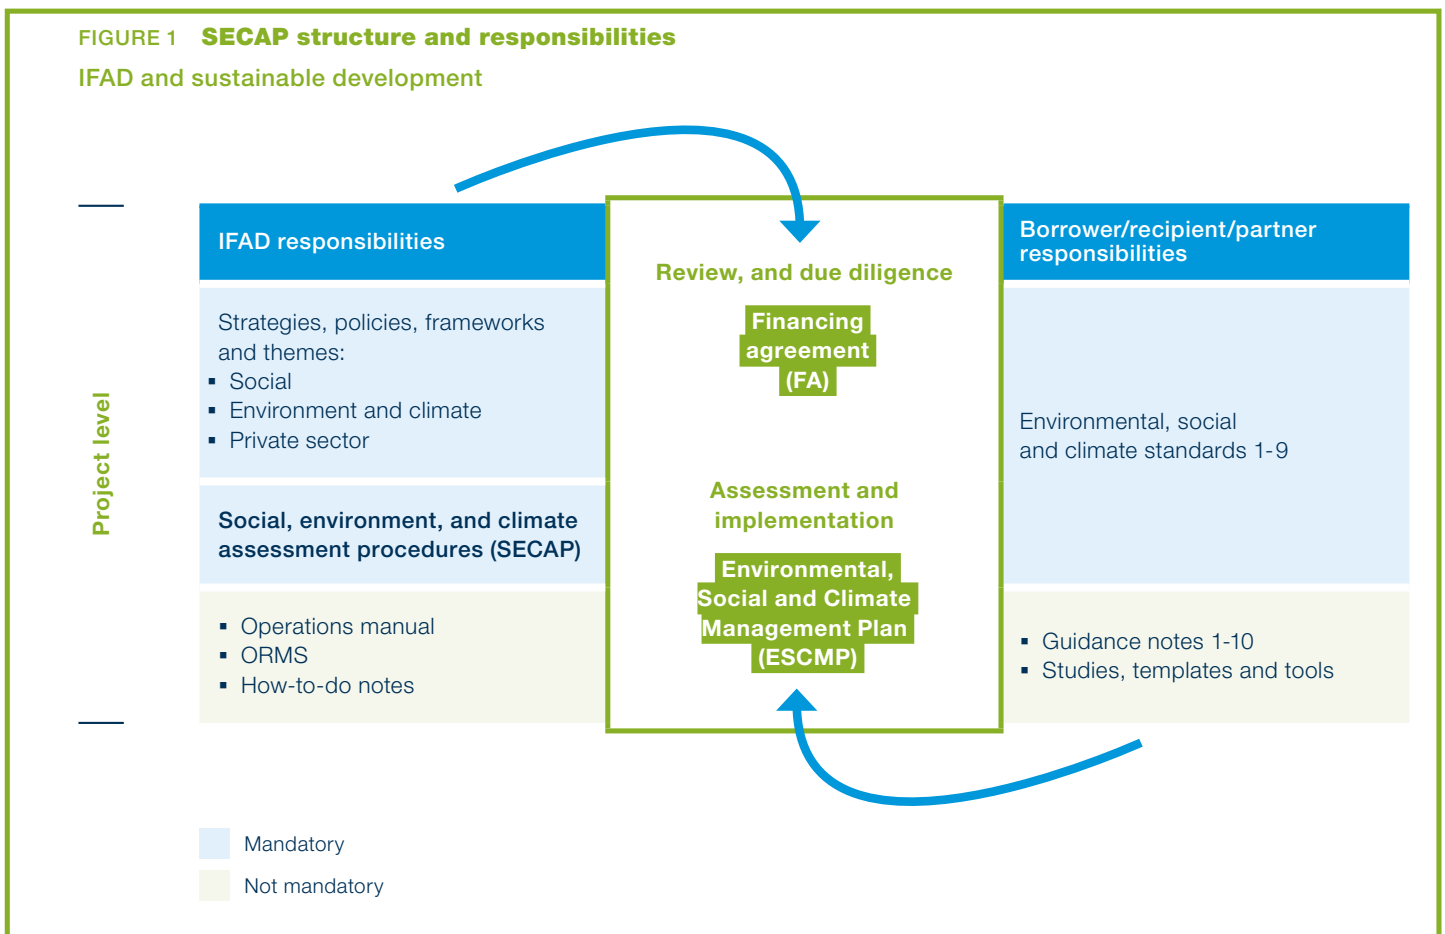 FIGURE 1 SECAP structure and responsibilities
IFAD and sustainable development
Project level
IFAD responsibilities
Strategies, policies, frameworks
and themes:
▪ Social
▪ Environment and climate
▪ Private sector
Social, environment, and climate
assessment procedures (SECAP)
▪ Operations manual
▪ ORMS
▪ How-to-do notes
Review, and due diligence
Financing
agreement
(FA)
Assessment and
implementation
Environmental,
Social and Climate
Management Plan
(ESCMP)
Borrower/recipient/partner
responsibilities
Environmental, social
and climate standards 1-9
▪ Guidance notes 1-10
▪ Studies, templates and tools
Mandatory
Not mandatory